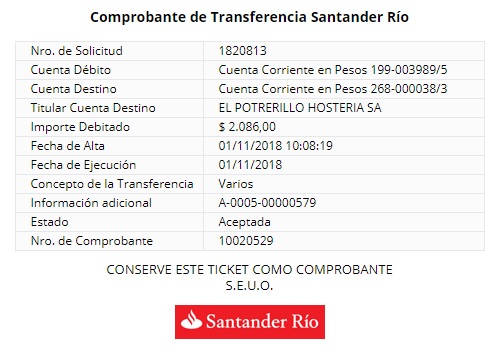 Comprobante de Transferencia Santander Río
Nro. de Solicitud 1820813
Cuenta Débito Cuenta Corriente en Pesos 199-003989/5
Cuenta Destino Cuenta Corriente en Pesos 268-000038/3
Titular Cuenta Destino EL POTRERILLO HOSTERIA SA
Importe Debitado $ 2.086,00
Fecha de Alta 01/11/2018 10:08:19
Fecha de Ejecución 01/11/2018
Concepto de la Transferencia Varios
Información adicional A-0005-00000579
Estado Aceptada
Nro. de Comprobante 10020529
CONSERVE ESTE TICKET COMO COMPROBANTE
S.E.U.O.
Santander Río